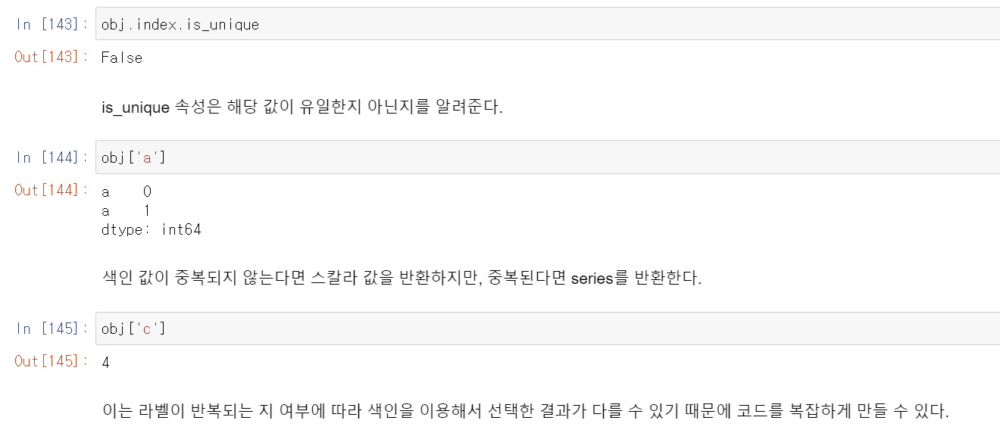 In [143]: obj.index.is_unique
Out[143]: False
is_unique 속성은 해당 값이 유일한지 아닌지를 알려준다.
In [144]: obj['a']
Out[144]: a    0
a    1
dtype: int64
색인 값이 중복되지 않는다면 스칼라 값을 반환하지만, 중복된다면 series를 반환한다.
In [145]: obj['c']
Out[145]: 4
이는 라벨이 반복되는 지 여부에 따라 색인을 이용해서 선택한 결과가 다를 수 있기 때문에 코드를 복잡하게 만들 수 있다.